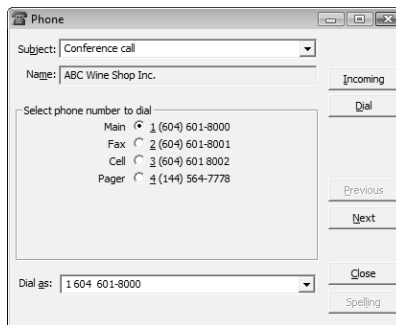 Phone
Subject: Conference call
Name: ABC Wine Shop Inc.
Incoming
Dial
Select phone number to dial
Main 1 (604) 601-8000
Fax 2 (604) 601-8001
Cell 3 (604) 601 8002
Pager 4 (144) 564-7778
Previous
Next
Close
Dial as: 1 604 601-8000
Spelling